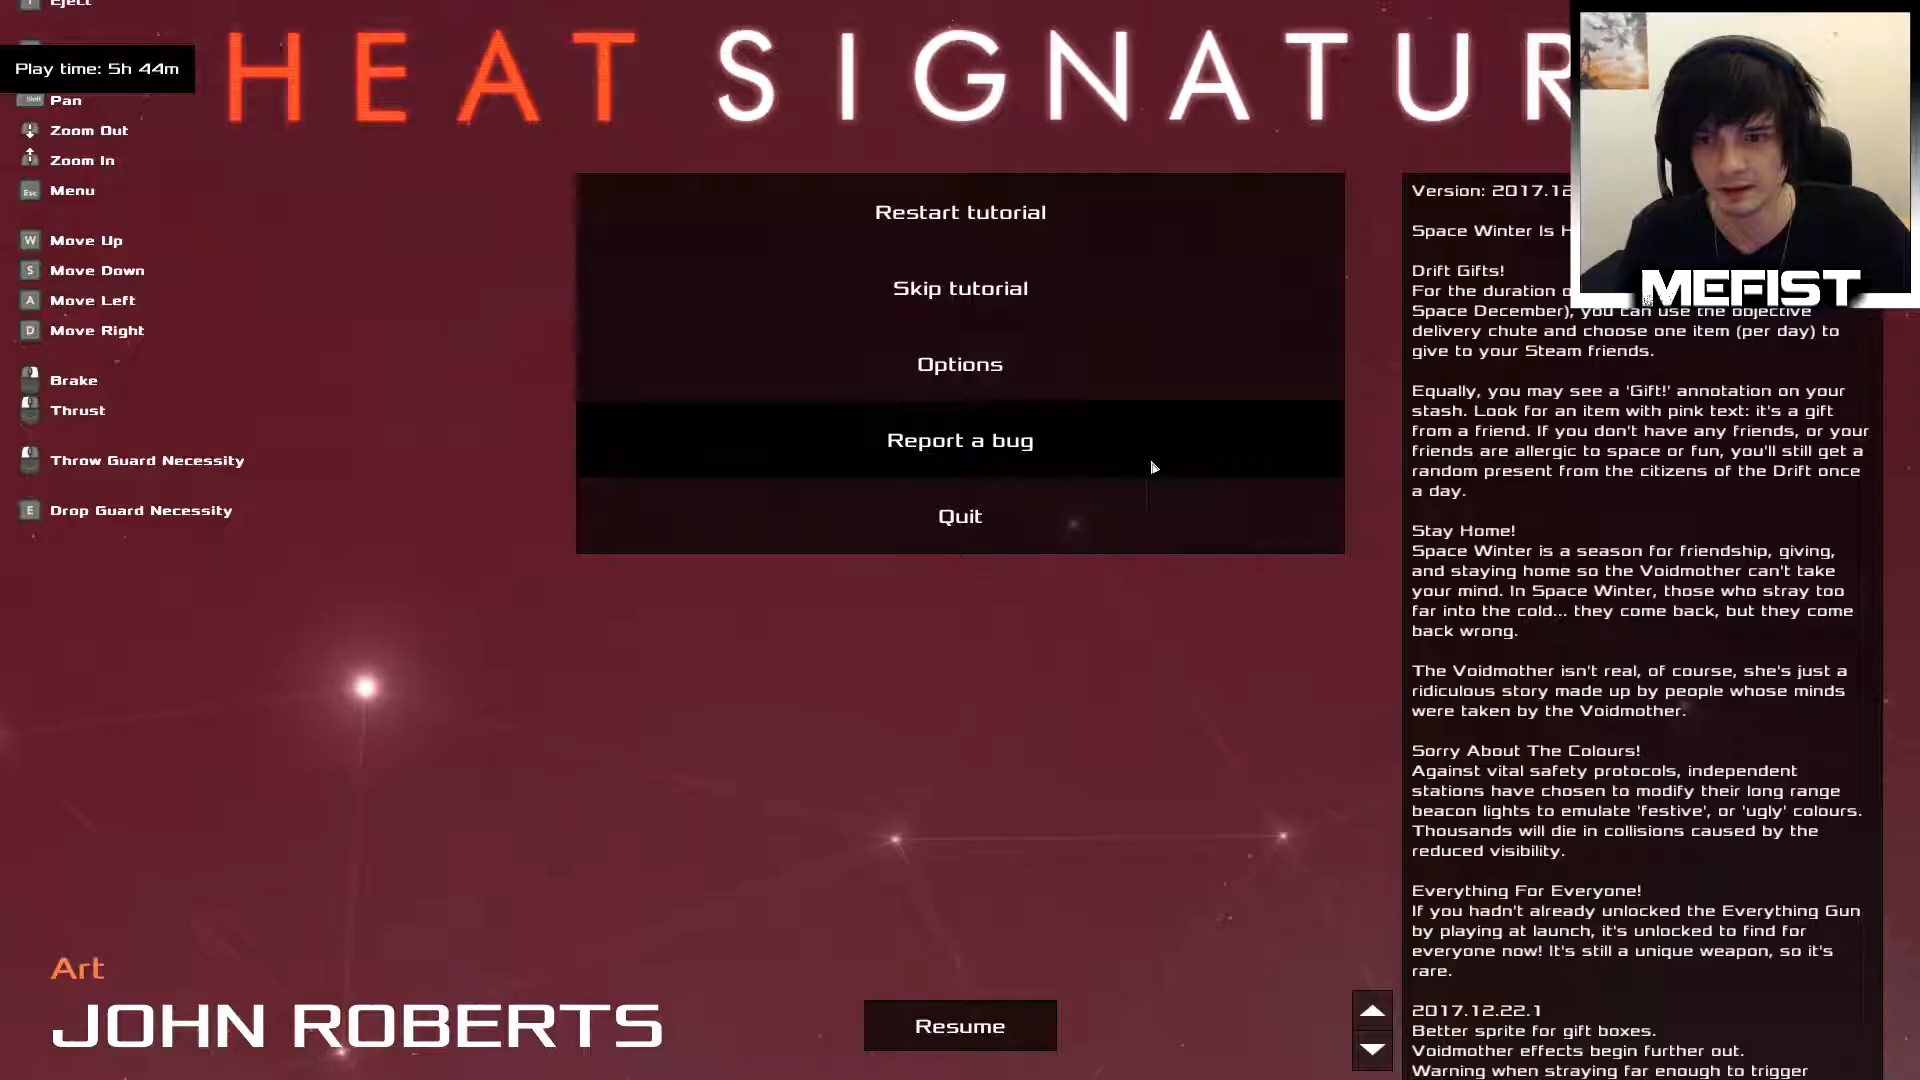 Eject
Play time: 5h 44m
HEAT SIGNATUR
Shift Pan
Zoom Out
Zoom In
Esc Menu
W Move Up
S Move Down
A Move Left
D Move Right
Brake
Thrust
Throw Guard Necessity
E Drop Guard Necessity
Restart tutorial
Skip tutorial
Options
Report a bug
Quit
Resume
Art
JOHN ROBERTS
MEFIST
Version: 2017.12
Space Winter Is H
Drift Gifts!
For the duration o
Space December), you can use the objective
delivery chute and choose one item (per day) to
give to your Steam friends.
Equally, you may see a 'Gift!' annotation on your
stash. Look for an item with pink text: it's a gift
from a friend. If you don't have any friends, or your
friends are allergic to space or fun, you'll still get a
random present from the citizens of the Drift once
a day.
Stay Home!
Space Winter is a season for friendship, giving,
and staying home so the Voidmother can't take
your mind. In Space Winter, those who stray too
far into the cold... they come back, but they come
back wrong.
The Voidmother isn't real, of course, she's just a
ridiculous story made up by people whose minds
were taken by the Voidmother.
Sorry About The Colours!
Against vital safety protocols, independent
stations have chosen to modify their long range
beacon lights to emulate 'festive', or 'ugly' colours.
Thousands will die in collisions caused by the
reduced visibility.
Everything For Everyone!
If you hadn't already unlocked the Everything Gun
by playing at launch, it's unlocked to find for
everyone now! It's still a unique weapon, so it's
rare.
2017.12.22.1
Better sprite for gift boxes.
Voidmother effects begin further out.
Warning when straying far enough to trigger